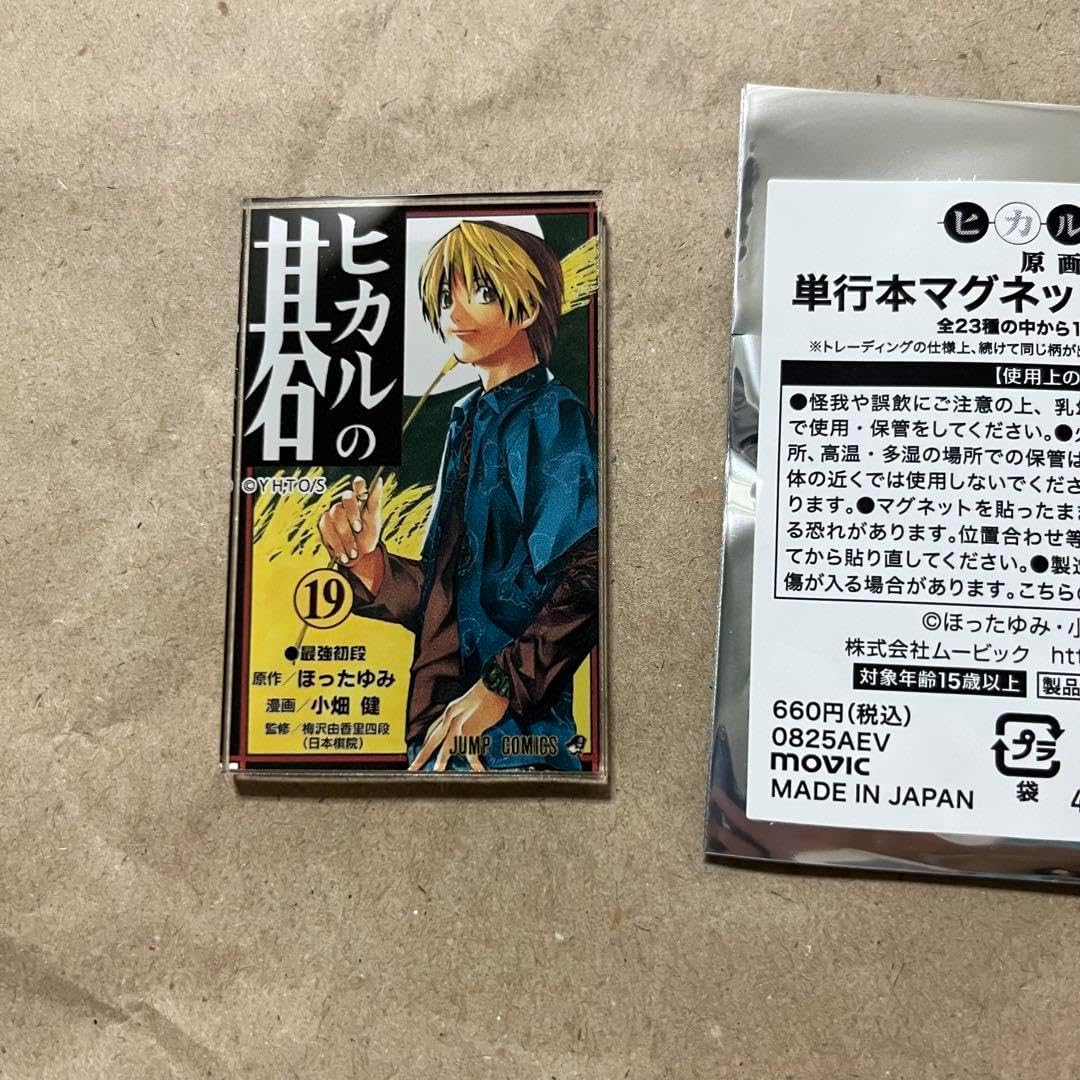 ヒカルの
碁
©YH,TO/S
19
●最強初段
原作/ほったゆみ
漫画/小畑 健
監修/梅沢由香里四段
(日本棋院)
JUMP COMICS
ヒカル
原画
単行本マグネッ
全23種の中から1
※トレーディングの仕様上、続けて同じ柄が
【使用上の
●怪我や誤飲にご注意の上、乳
で使用・保管をしてください。●
所、高温・多湿の場所での保管は
体の近くでは使用しないでくださ
ります。●マグネットを貼ったまま
る恐れがあります。位置合わせ等
てから貼り直してください。●製造
傷が入る場合があります。こちらの
©ほったゆみ・小
株式会社ムービック htt
対象年齢15歳以上 製品
660円(税込)
0825AEV
movic
MADE IN JAPAN
プラ
袋
4